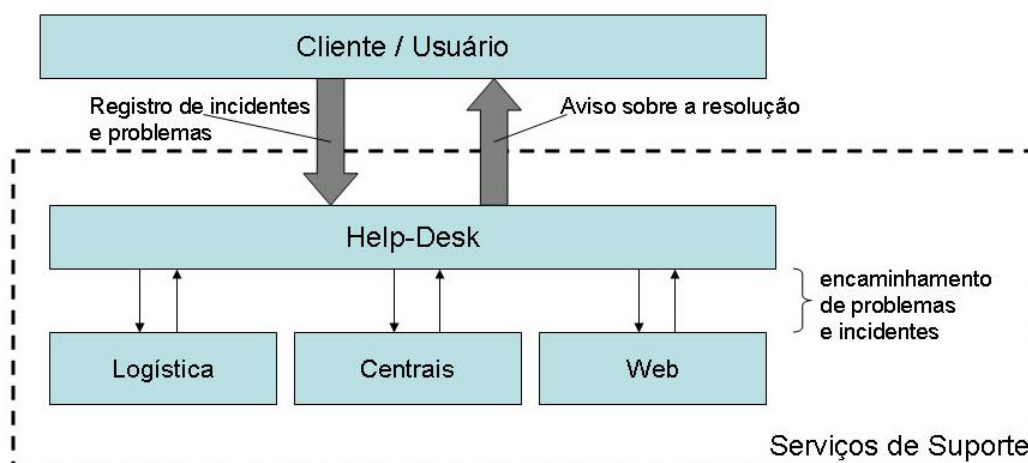 Cliente / Usuário
Registro de incidentes
e problemas
Aviso sobre a resolução
Help-Desk
encaminhamento
de problemas
e incidentes
Logística
Centrais
Web
Serviços de Suporte